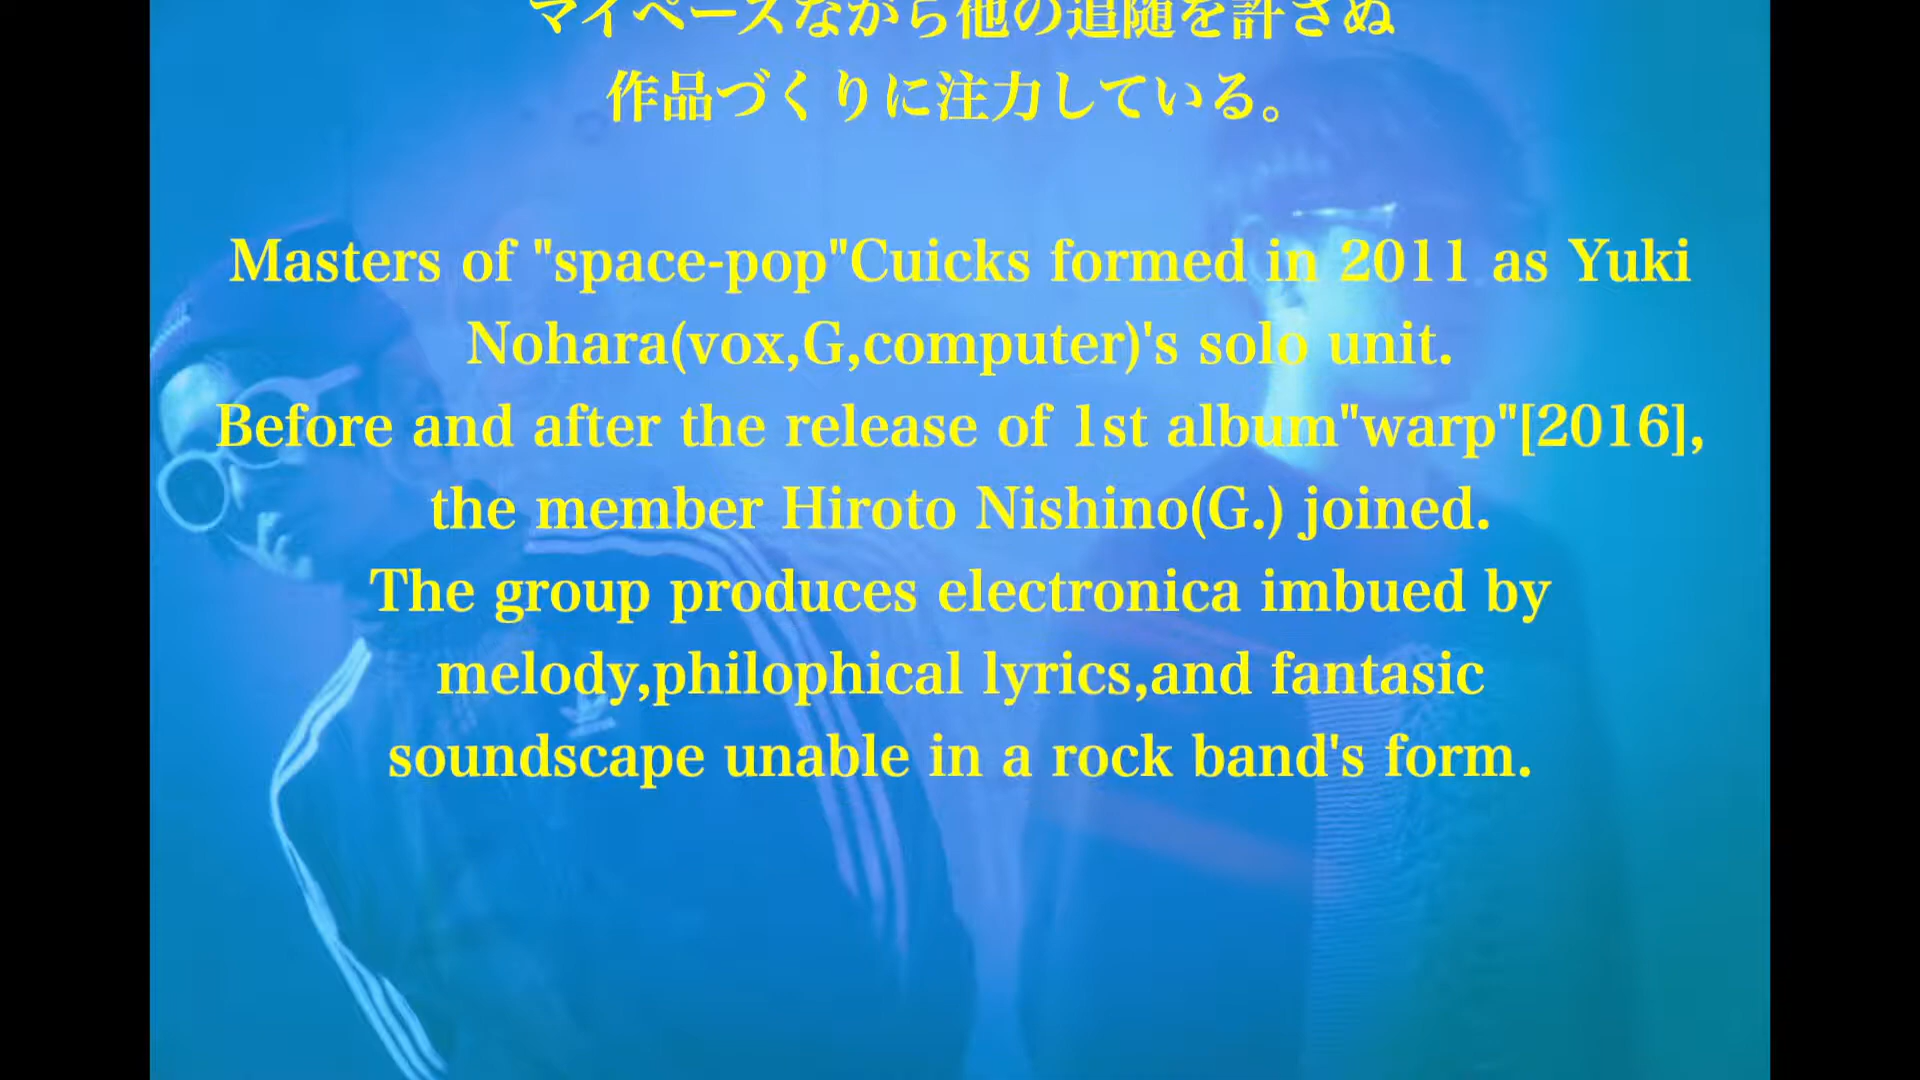 マイペースながら他の追随を許さぬ
作品づくりに注力している。
Masters of "space-pop"Cuicks formed in 2011 as Yuki
Nohara(vox,G,computer)'s solo unit.
Before and after the release of 1st album"warp"[2016],
the member Hiroto Nishino(G.) joined.
The group produces electronica imbued by
melody,philophical lyrics,and fantasic
soundscape unable in a rock band's form.